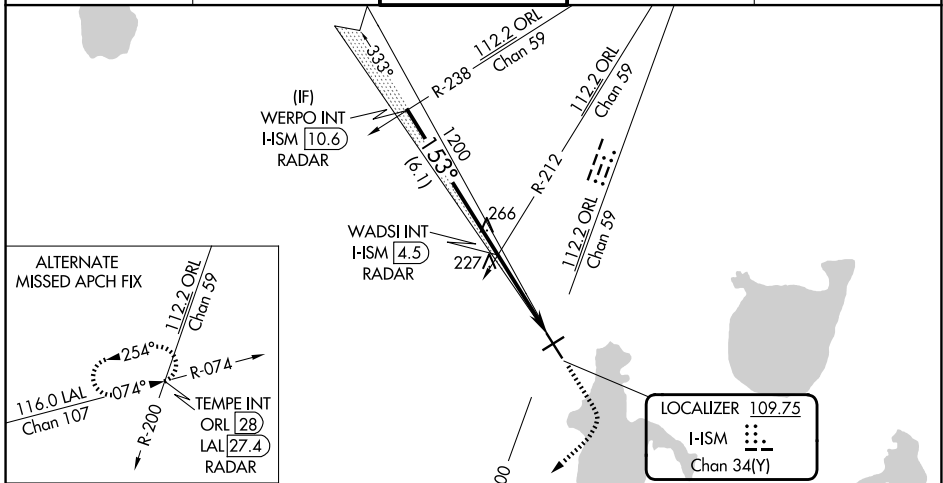 112.2 ORL
Chan 59
R-238
333°
(IF)
WERPO INT
I-ISM 10.6
RADAR
153°
1200
(6.1)
112.2 ORL
Chan 59
R-212
112.2 ORL
Chan 59
266
WADSI INT
I-ISM 4.5
RADAR
227
ALTERNATE
MISSED APCH FIX
112.2 ORL
Chan 59
254°
R-074
074°
116.0 LAL
Chan 107
R-200
TEMPE INT
ORL 28
LAL 27.4
RADAR
LOCALIZER 109.75
I-ISM
Chan 34(Y)